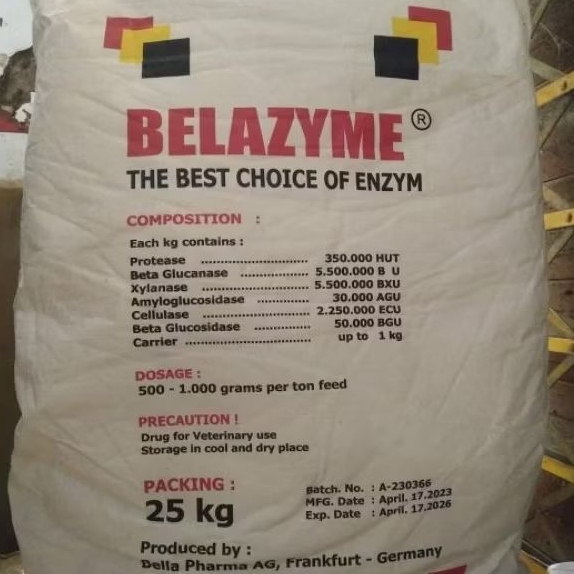 BELAZYME ®
THE BEST CHOICE OF ENZYM
COMPOSITION :
Each kg contains :
Protease .............................. 350.000 HUT
Beta Glucanase ................... 5.500.000 B U
Xylanase .............................. 5.500.000 BXU
Amyloglucosidase .............. 30.000 AGU
Cellulase .............................. 2.250.000 ECU
Beta Glucosidase ............... 50.000 BGU
Carrier ................................. up to 1 kg
DOSAGE :
500 - 1.000 grams per ton feed
PRECAUTION !
Drug for Veterinary use
Storage in cool and dry place
PACKING :
25 kg
Batch. No. : A-230366
MFG. Date : April. 17.2023
Exp. Date : April. 17.2026
Produced by :
Della Pharma AG, Frankfurt - Germany